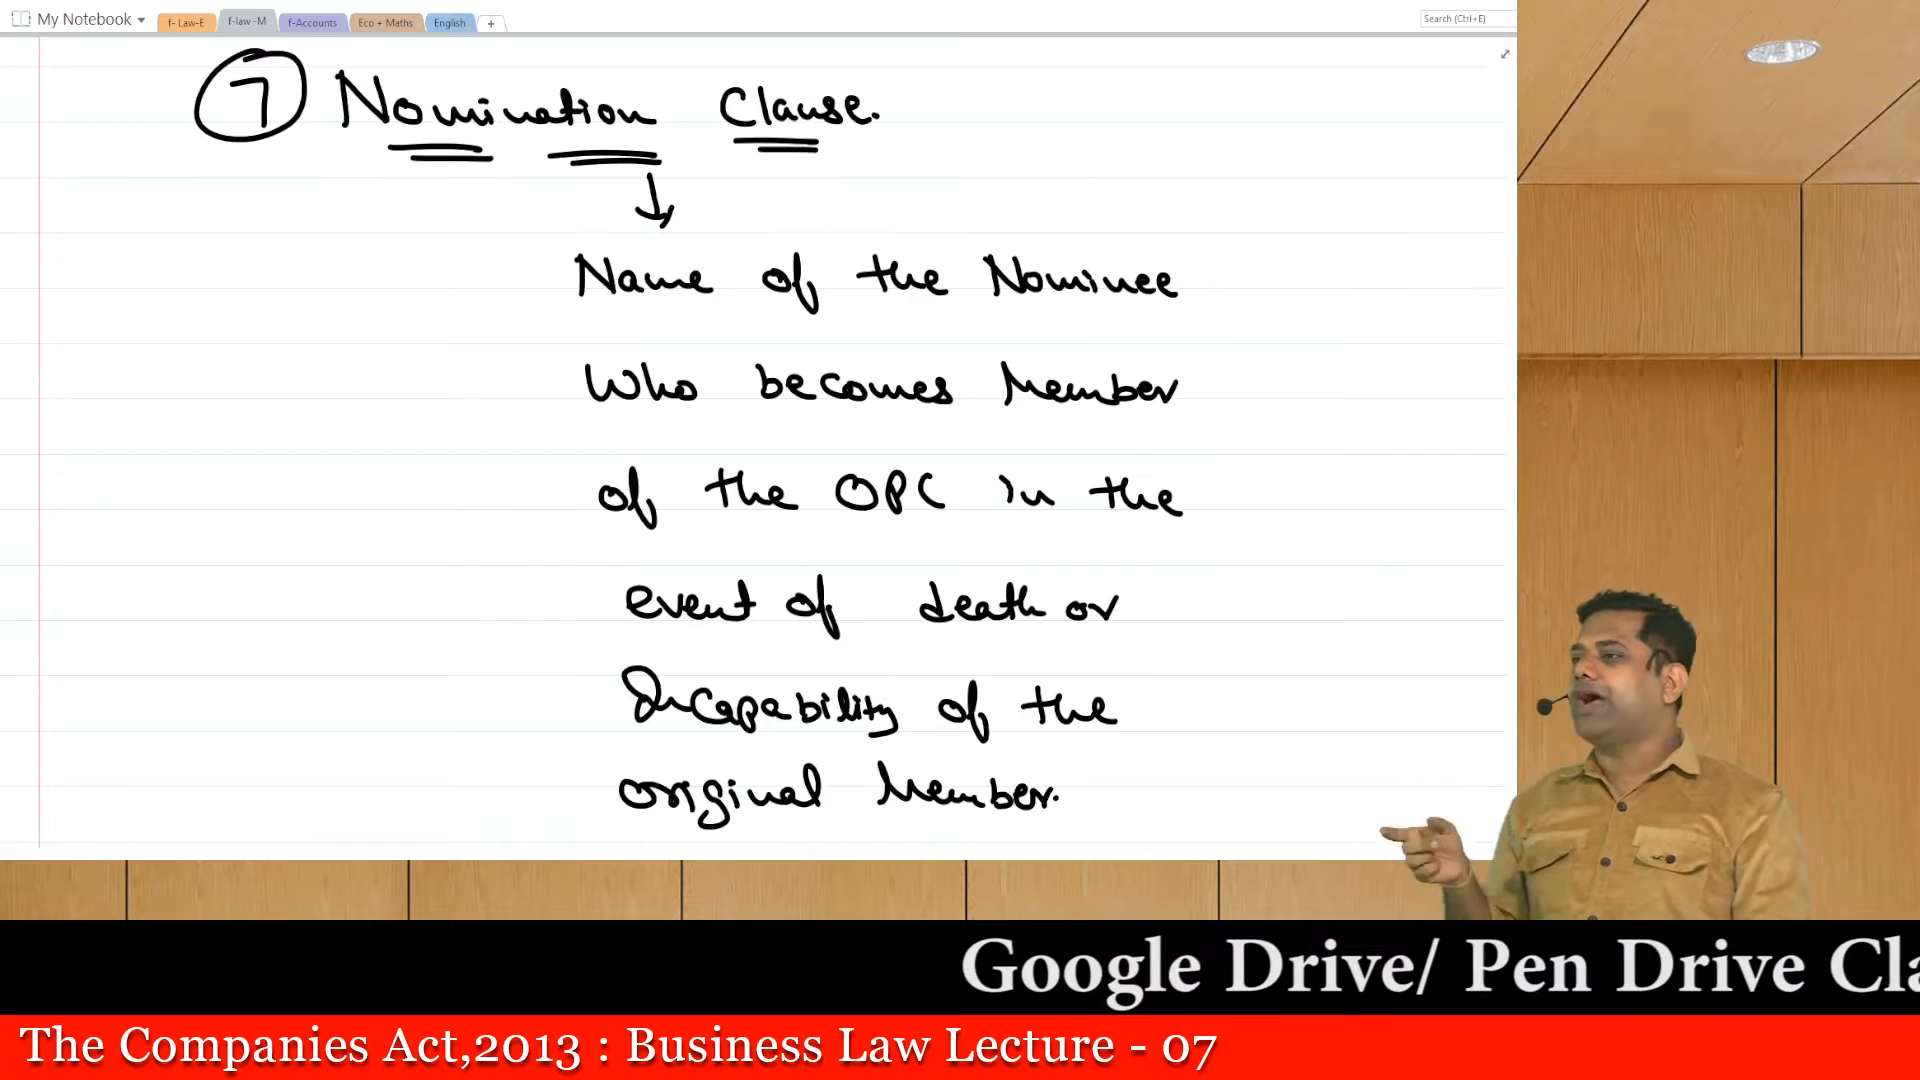 My Notebook
f- Law-E
f-law -M
f-Accounts
Eco + Maths
English
+
Search (Ctrl+E)
7 Nomination Clause.
Name of the Nominee
Who becomes Member
of the OPC in the
event of death or
Incapability of the
original Member.
Google Drive/ Pen Drive Cla
The Companies Act,2013 : Business Law Lecture - 07